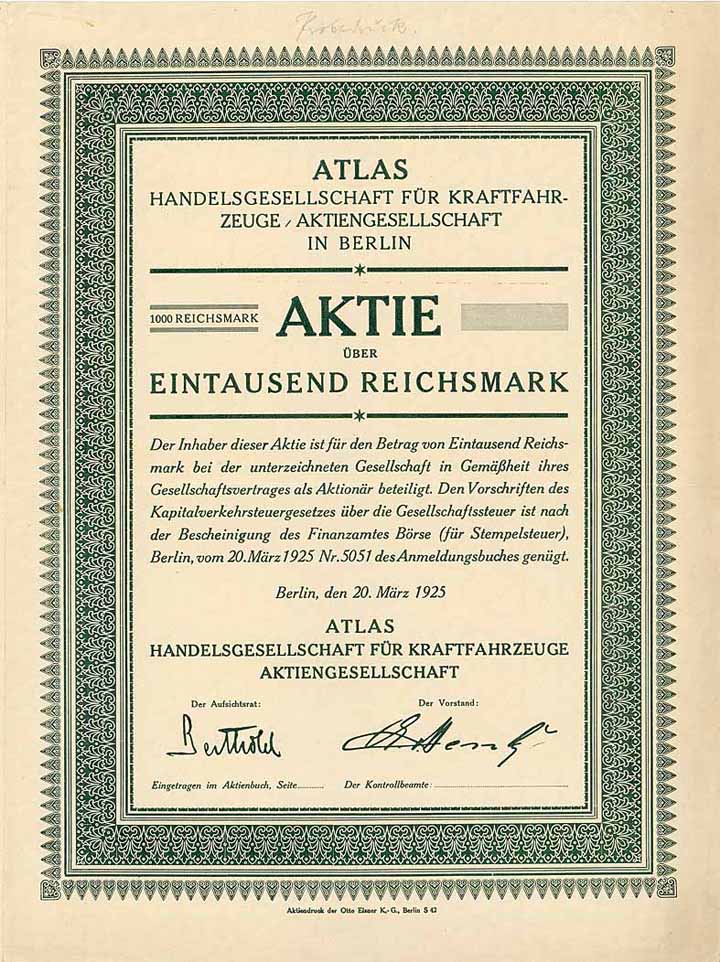 Probedruck.
ATLAS
HANDELSGESELLSCHAFT FÜR KRAFTFAHR-
ZEUGE / AKTIENGESELLSCHAFT
IN BERLIN
1000 REICHSMARK AKTIE
ÜBER
EINTAUSEND REICHSMARK
Der Inhaber dieser Aktie ist für den Betrag von Eintausend Reichs-
mark bei der unterzeichneten Gesellschaft in Gemäßheit ihres
Gesellschaftsvertrages als Aktionär beteiligt. Den Vorschriften des
Kapitalverkehrsteuergesetzes über die Gesellschaftssteuer ist nach
der Bescheinigung des Finanzamtes Börse (für Stempelsteuer),
Berlin, vom 20. März 1925 Nr. 5051 des Anmeldungsbuches genügt.
Berlin, den 20. März 1925
ATLAS
HANDELSGESELLSCHAFT FÜR KRAFTFAHRZEUGE
AKTIENGESELLSCHAFT
Der Aufsichtsrat: Der Vorstand:
Berthold
Eingetragen im Aktienbuch, Seite.......... Der Kontrollbeamte:
Aktiendruck der Otto Elsner K.-G., Berlin S 42